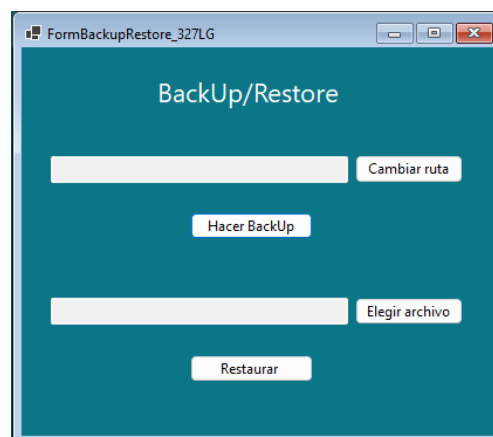 FormBackupRestore_327LG
BackUp/Restore
Cambiar ruta
Hacer BackUp
Elegir archivo
Restaurar